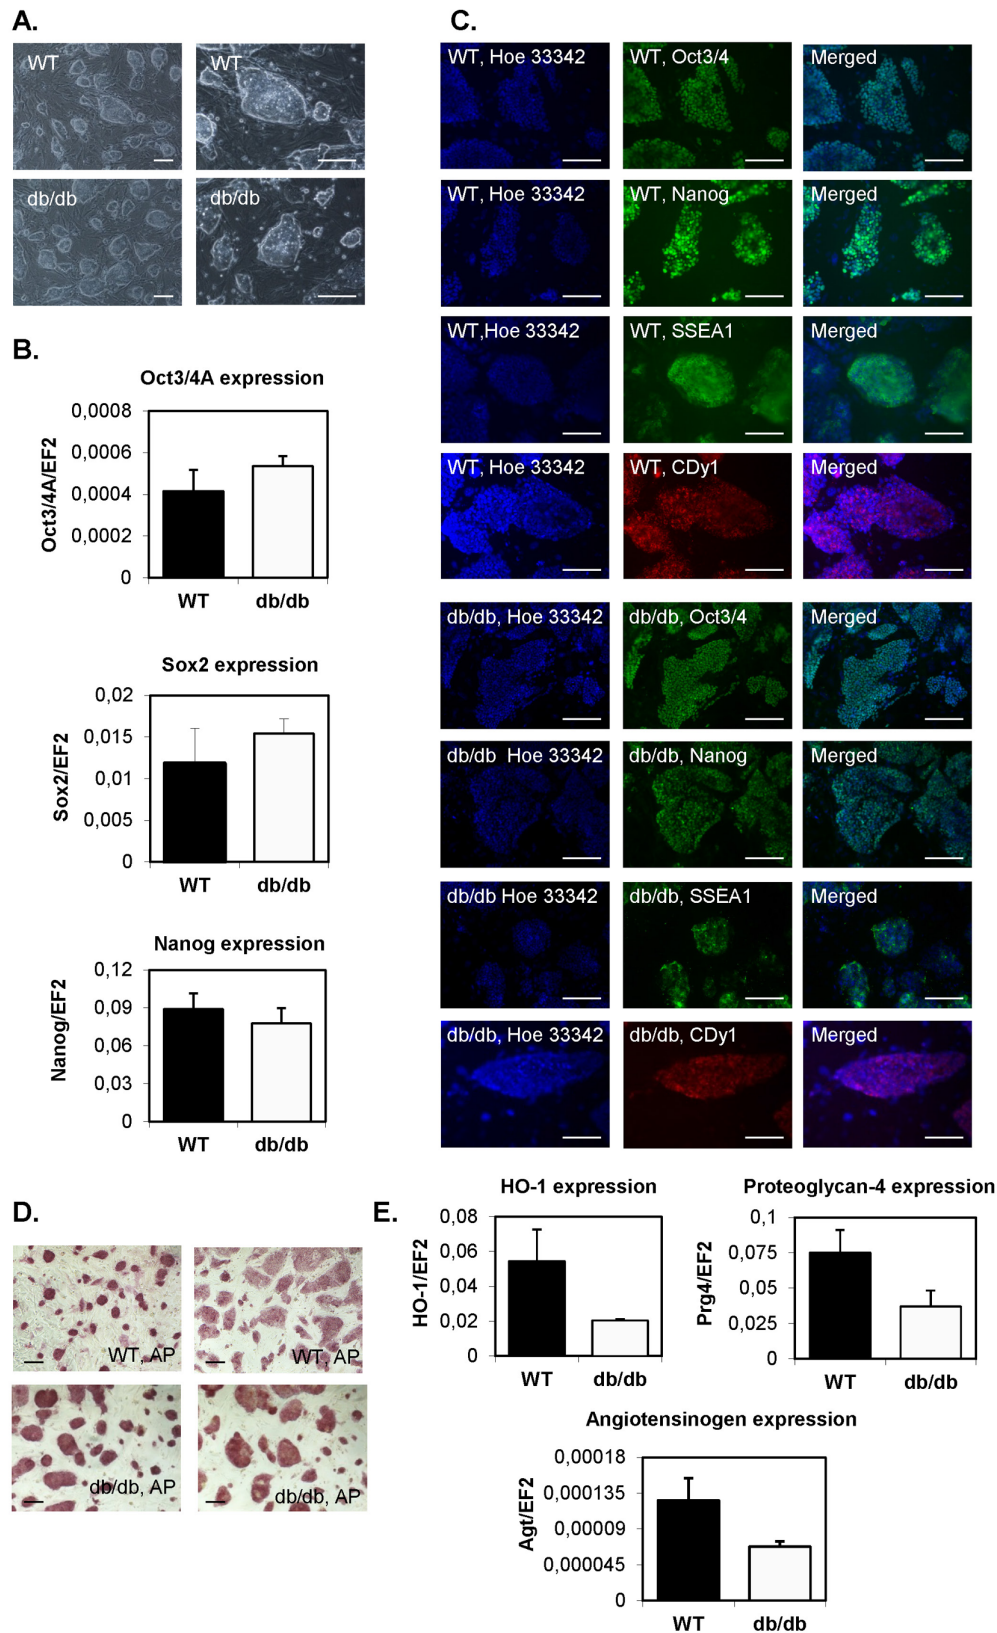 A.
WT
WT
db/db
db/db
B.
Oct3/4A expression
Oct3/4A/EF2
0,0008
0,0006
0,0004
0,0002
0
WT db/db
Sox2 expression
Sox2/EF2
0,02
0,015
0,01
0,005
0
WT db/db
Nanog expression
Nanog/EF2
0,12
0,09
0,06
0,03
0
WT db/db
C.
WT, Hoe 33342 WT, Oct3/4 Merged
WT, Hoe 33342 WT, Nanog Merged
WT,Hoe 33342 WT, SSEA1 Merged
WT, Hoe 33342 WT, CDy1 Merged
db/db, Hoe 33342 db/db, Oct3/4 Merged
db/db Hoe 33342 db/db, Nanog Merged
db/db Hoe 33342 db/db, SSEA1 Merged
db/db, Hoe 33342 db/db, CDy1 Merged
D.
WT, AP
WT, AP
db/db, AP
db/db, AP
E.
HO-1 expression
HO-1/EF2
0,08
0,06
0,04
0,02
0
WT db/db
Proteoglycan-4 expression
Prg4/EF2
0,1
0,075
0,05
0,025
0
WT db/db
Angiotensinogen expression
Agt/EF2
0,00018
0,000135
0,00009
0,000045
0
WT db/db